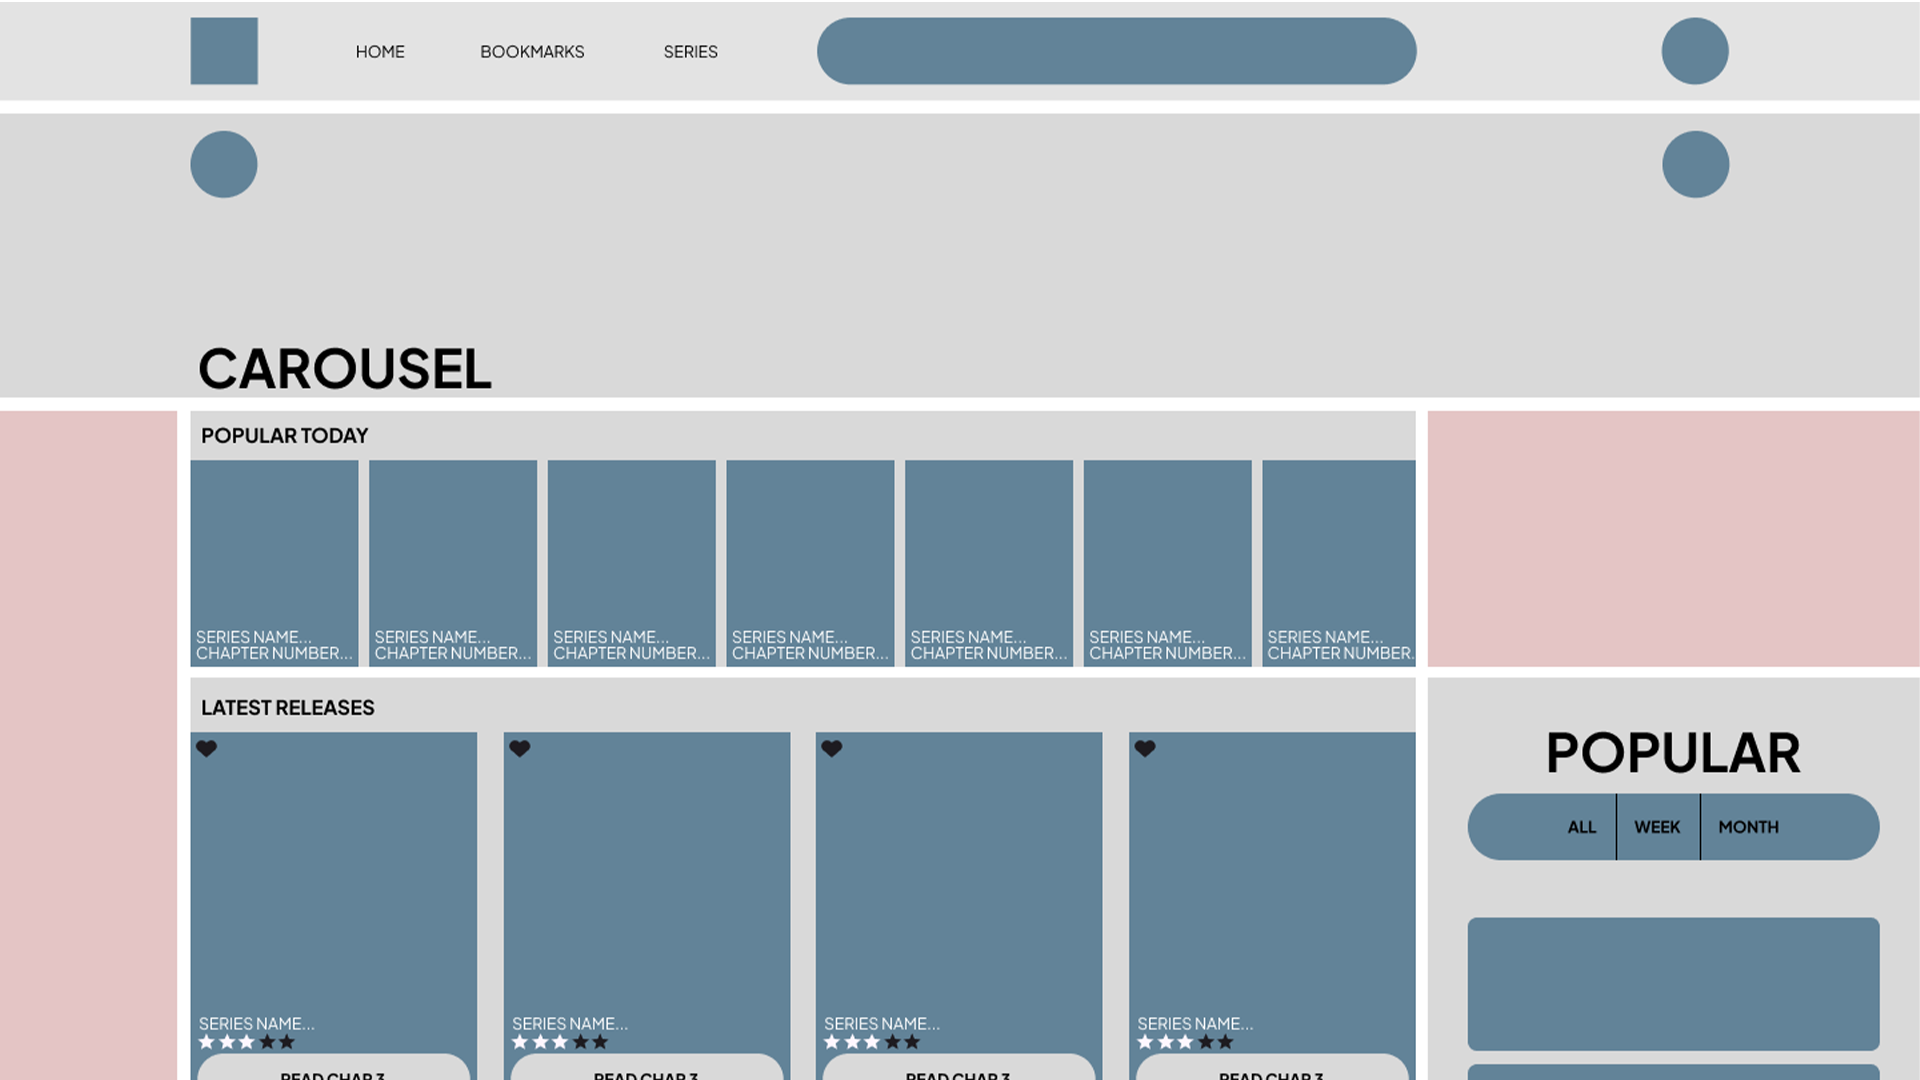 HOME BOOKMARKS SERIES
CAROUSEL
POPULAR TODAY
SERIES NAME... SERIES NAME... SERIES NAME... SERIES NAME... SERIES NAME... SERIES NAME... SERIES NAME...
CHAPTER NUMBER... CHAPTER NUMBER... CHAPTER NUMBER... CHAPTER NUMBER... CHAPTER NUMBER... CHAPTER NUMBER... CHAPTER NUMBER.
LATEST RELEASES
SERIES NAME... SERIES NAME... SERIES NAME... SERIES NAME...
READ CHAP 3 READ CHAP 3 READ CHAP 3 READ CHAP 3
POPULAR
ALL WEEK MONTH